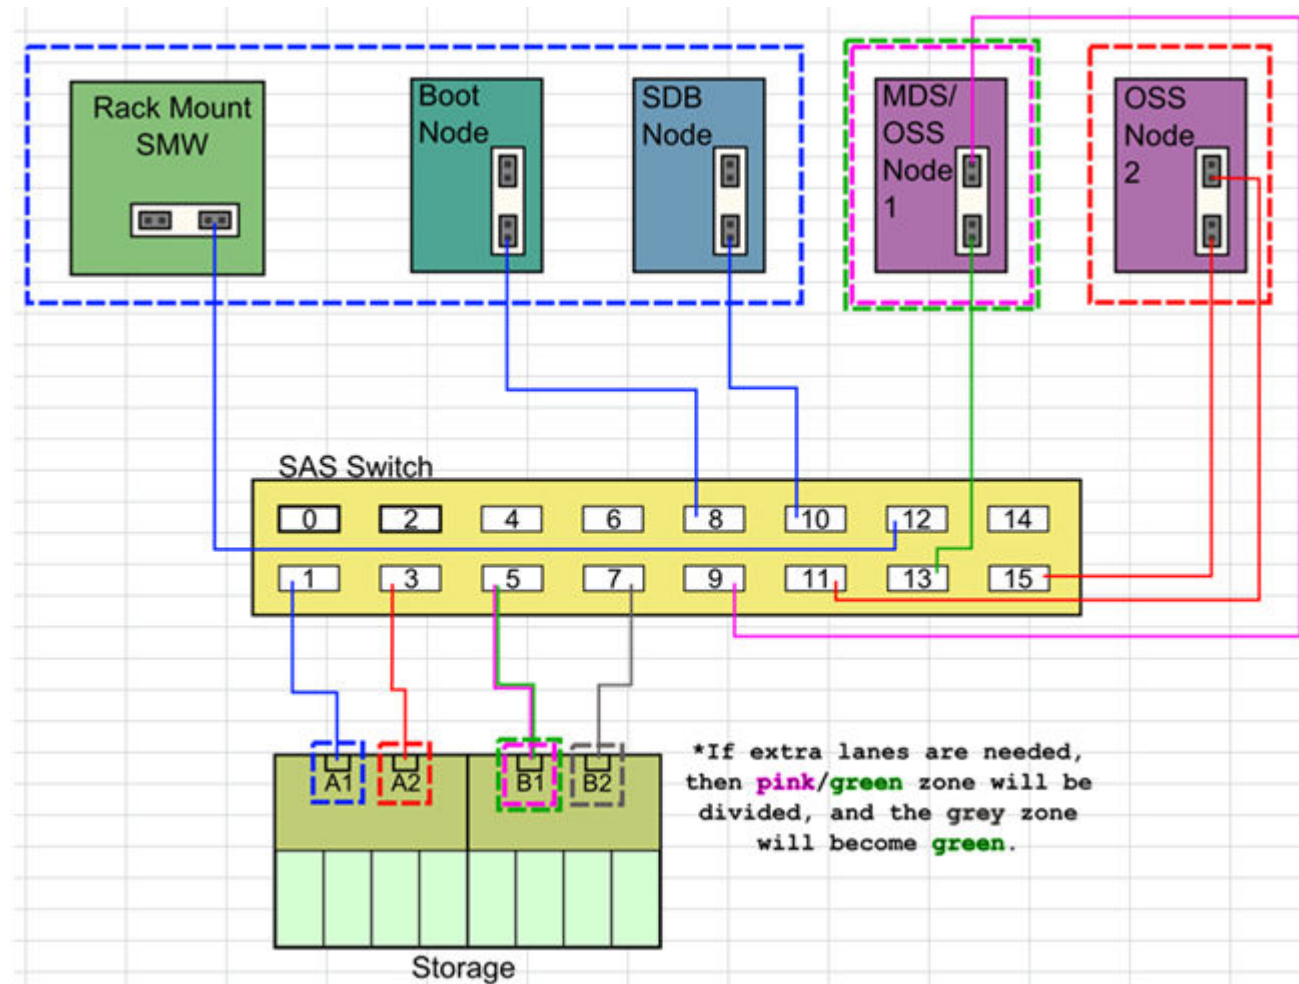 Rack Mount
SMW
Boot
Node
SDB
Node
MDS/
OSS
Node
1
OSS
Node
2
SAS Switch
0 2 4 6 8 10 12 14
1 3 5 7 9 11 13 15
A1 A2 B1 B2
*If extra lanes are needed,
then pink/green zone will be
divided, and the grey zone
will become green.
Storage